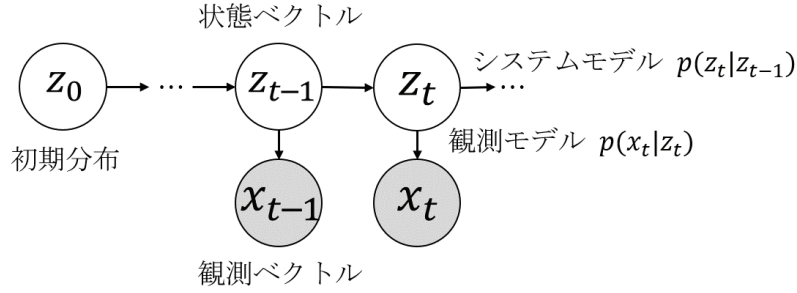 状態ベクトル
z_0 … z_{t−1} z_t … システムモデル p(z_t|z_{t−1})
初期分布
観測モデル p(x_t|z_t)
x_{t−1} x_t
観測ベクトル